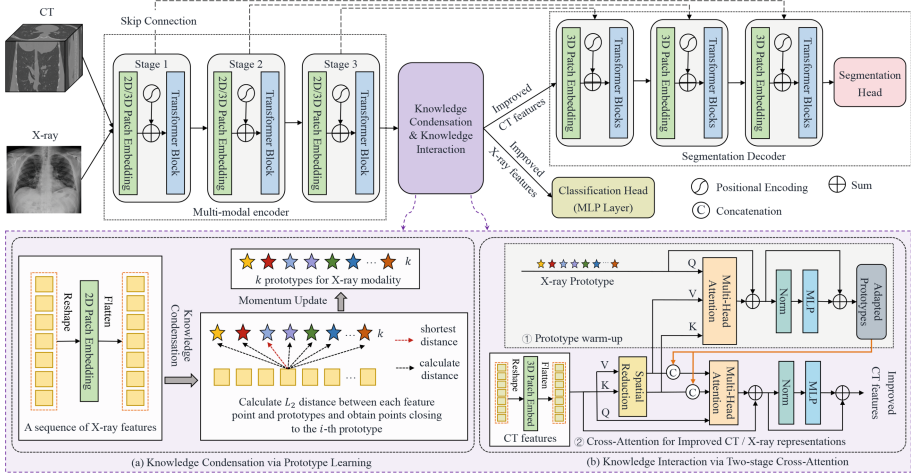 CT
X-ray
Skip Connection
Stage 1
Stage 2
Stage 3
2D/3D Patch Embedding
Transformer Block
2D/3D Patch Embedding
Transformer Block
2D/3D Patch Embedding
Transformer Block
Multi-modal encoder
Knowledge
Condensation
& Knowledge
Interaction
Improved
CT features
Improved
X-ray features
3D Patch Embedding
Transformer Blocks
3D Patch Embedding
Transformer Blocks
3D Patch Embedding
Transformer Blocks
Segmentation
Head
Segmentation Decoder
Classification Head
(MLP Layer)
Positional Encoding
Sum
C
Concatenation
Reshape
2D Patch Embedding
Flatten
A sequence of X-ray features
Knowledge
Condensation
k
k prototypes for X-ray modality
Momentum Update
... k
shortest
distance
calculate
distance
...
Calculate L2 distance between each feature
point and prototypes and obtain points closing
to the i-th prototype
(a) Knowledge Condensation via Prototype Learning
X-ray Prototype
Q
V
K
Multi-Head
Attention
Norm
MLP
Adapted
Prototypes
① Prototype warm-up
Reshape
3D Patch Embed
Flatten
CT features
V
K
Q
Spatial
Reduction
C
C
Multi-Head
Attention
Norm
MLP
Improved
CT features
② Cross-Attention for Improved CT / X-ray representations
(b) Knowledge Interaction via Two-stage Cross-Attention